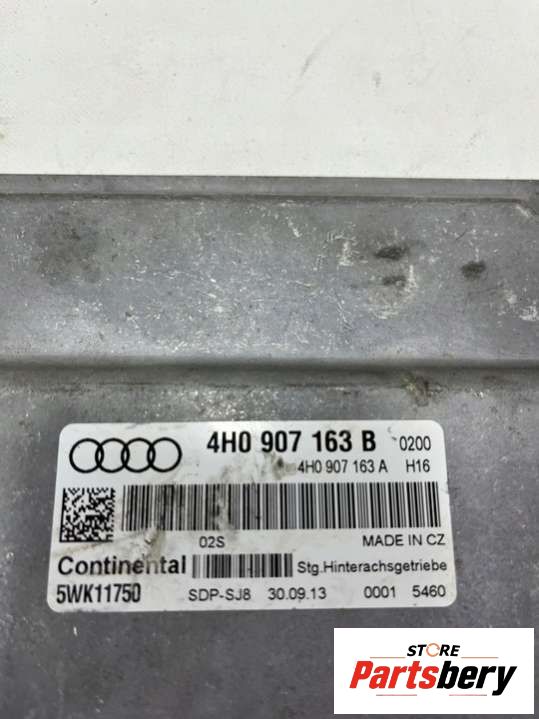 4H0 907 163 B 0200
4H0 907 163 A H16
02S MADE IN CZ
Continental Stg.Hinterachsgetriebe
5WK11750 SDP-SJ8 30.09.13 0001 5460
STORE
Partsbery